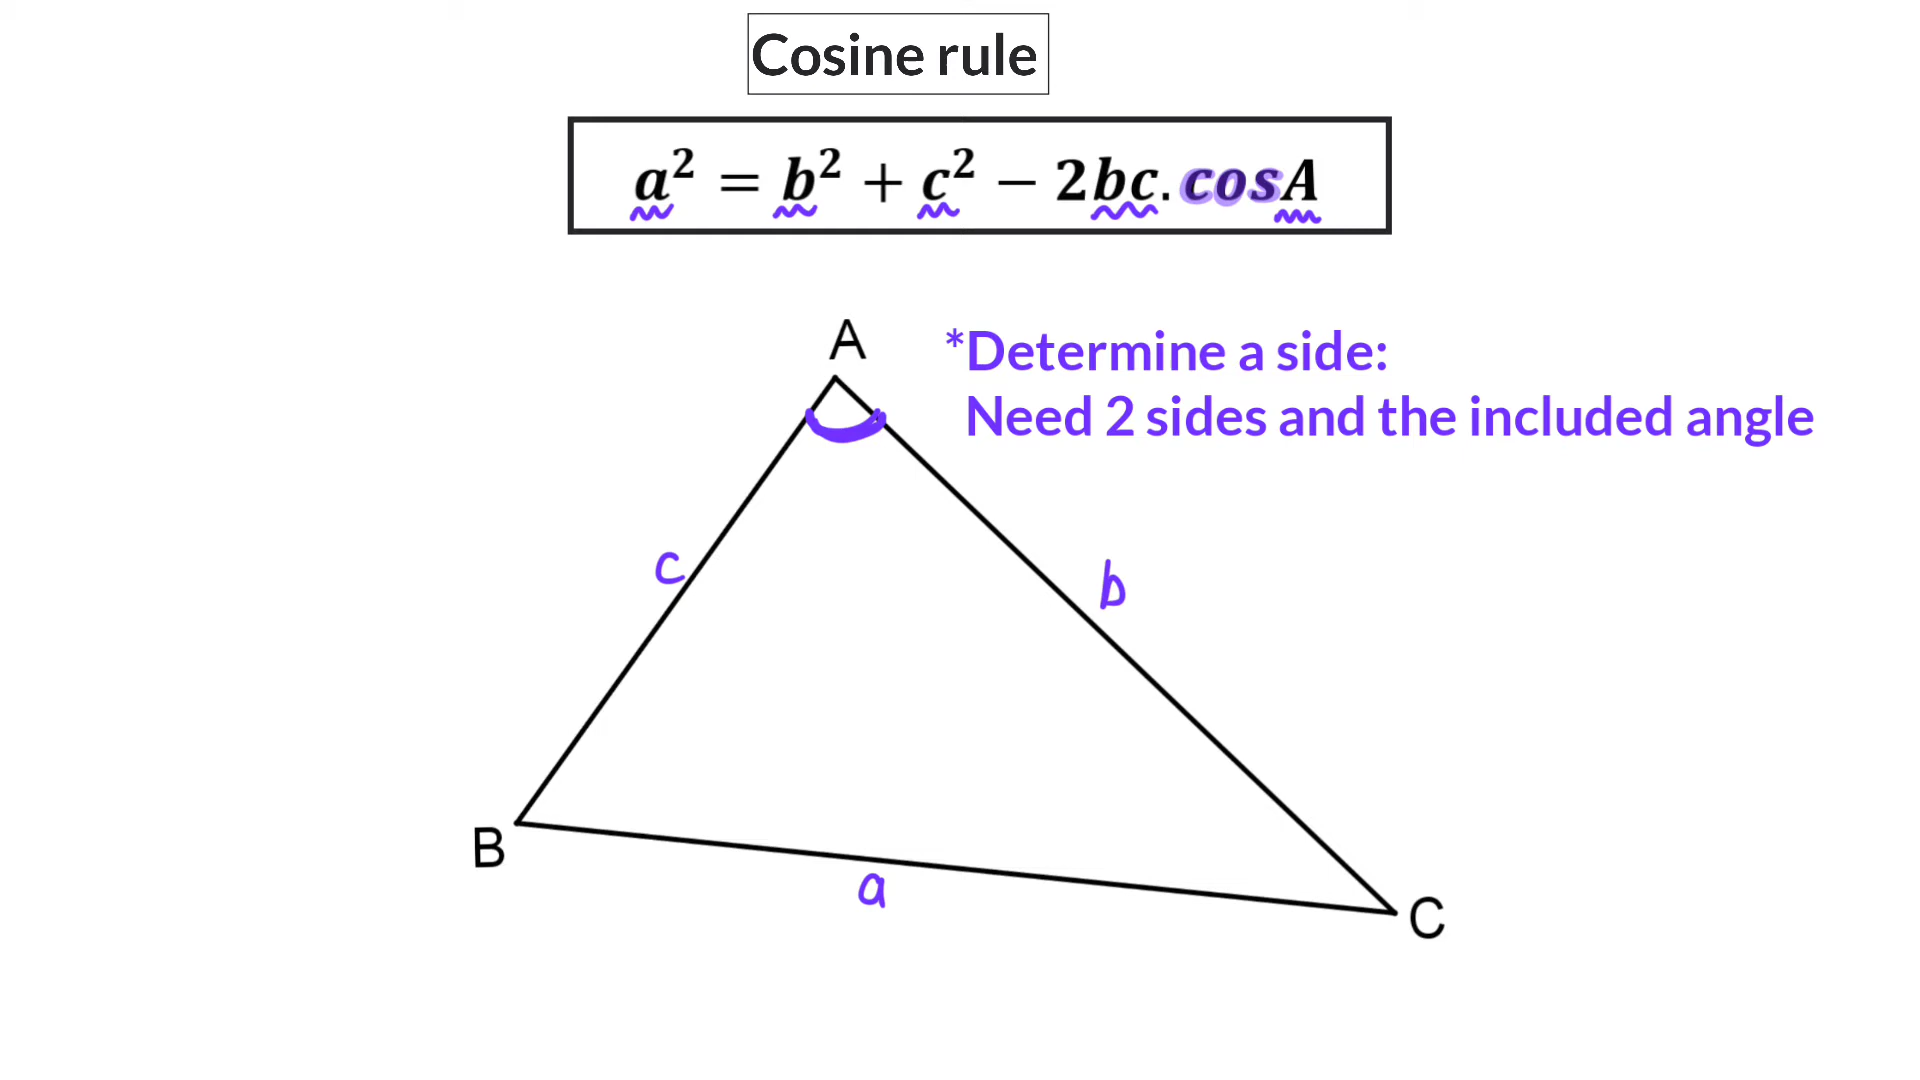 Cosine rule
a² = b² + c² − 2bc.cosA
A
*Determine a side:
Need 2 sides and the included angle
c
b
B
a
C